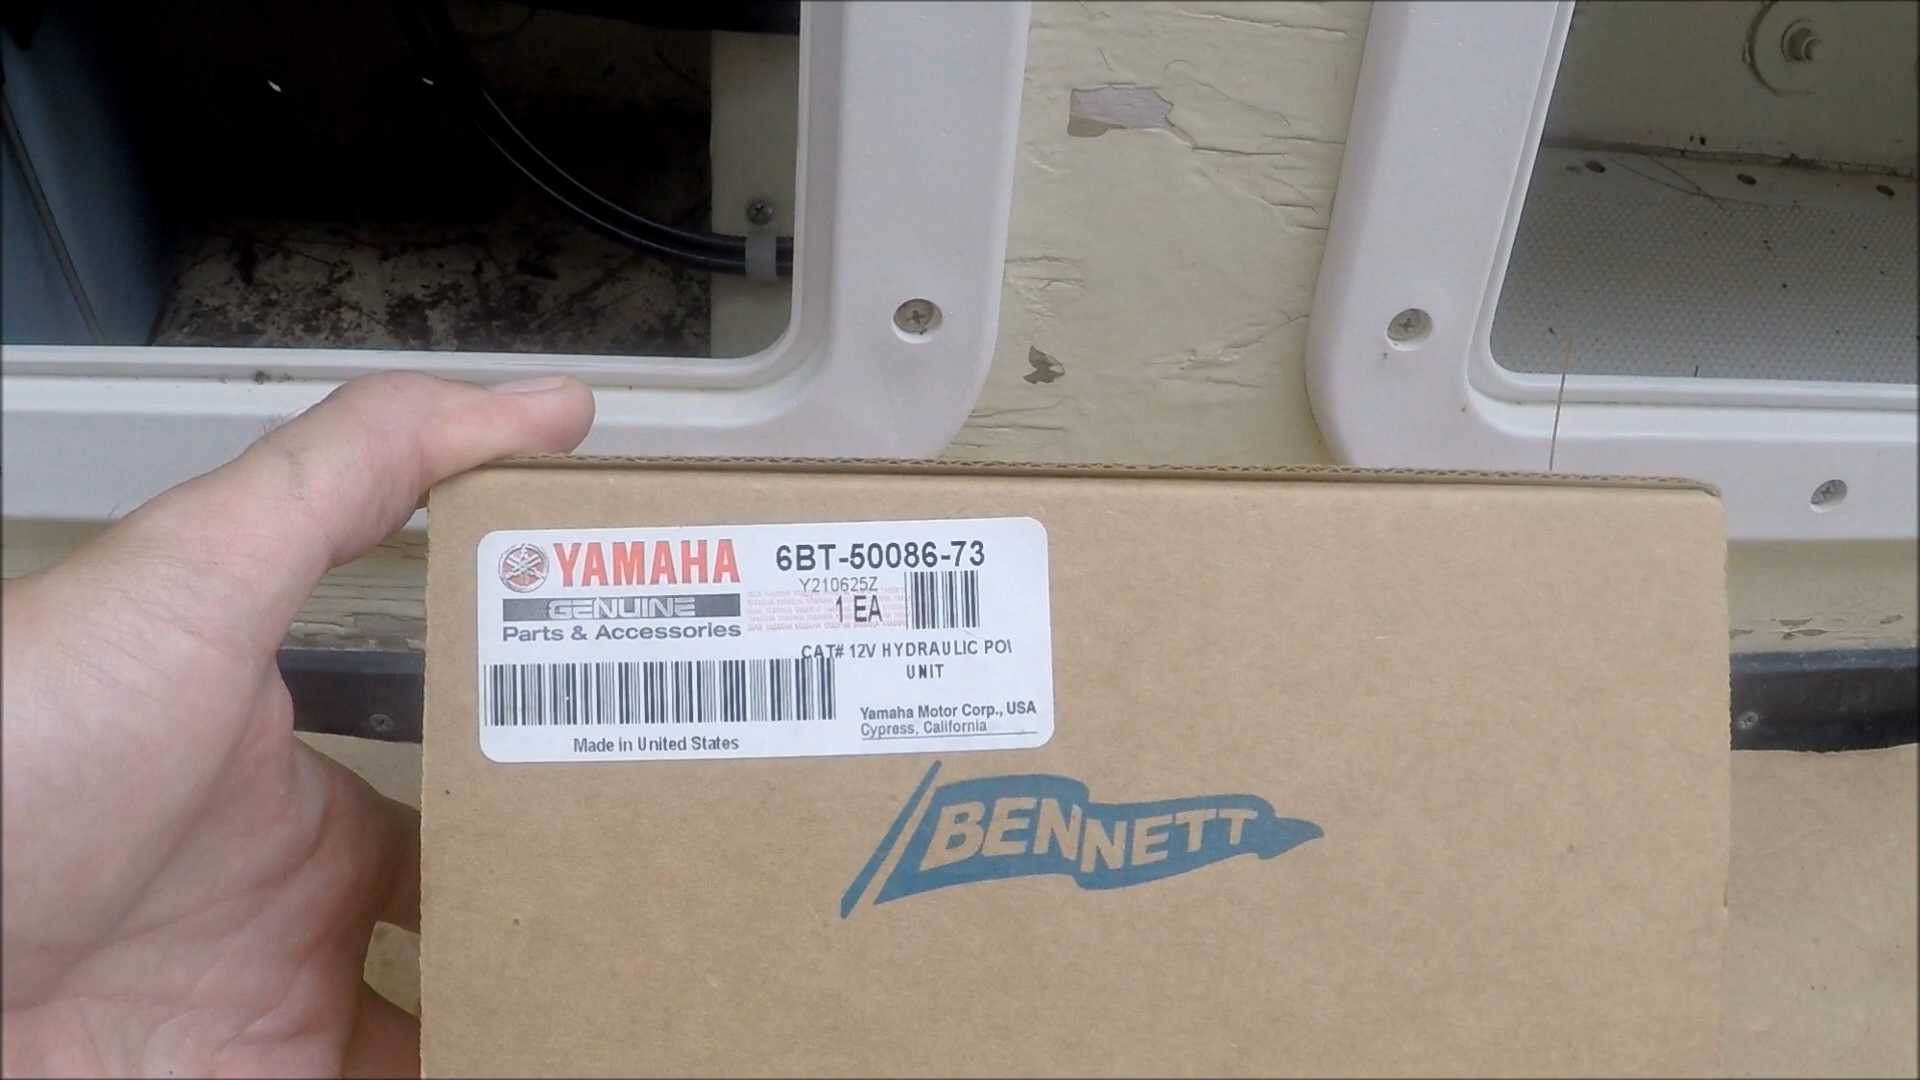 YAMAHA
GENUINE
Parts & Accessories
6BT-50086-73
Y210625Z
1 EA
CAT# 12V HYDRAULIC POW
UNIT
Yamaha Motor Corp., USA
Cypress, California
Made in United States
BENNETT